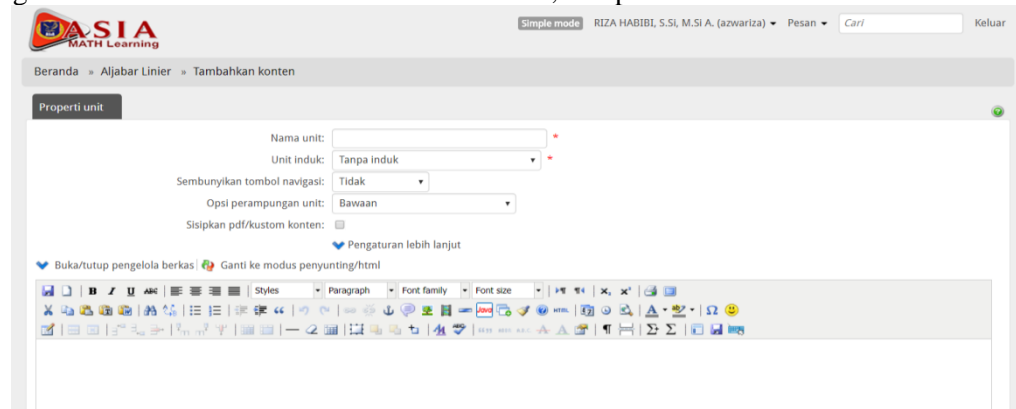 ASIA
MATH Learning
Simple mode RIZA HABIBI, S.Si, M.Si A. (azwariza) Pesan Cari Keluar
Beranda » Aljabar Linier » Tambahkan konten
Properti unit
Nama unit: *
Unit induk: Tanpa induk *
Sembunyikan tombol navigasi: Tidak
Opsi perampungan unit: Bawaan
Sisipkan pdf/kustom konten:
Pengaturan lebih lanjut
Buka/tutup pengelola berkas Ganti ke modus penyunting/html
B I U ABC Styles Paragraph Font family Font size
HTML